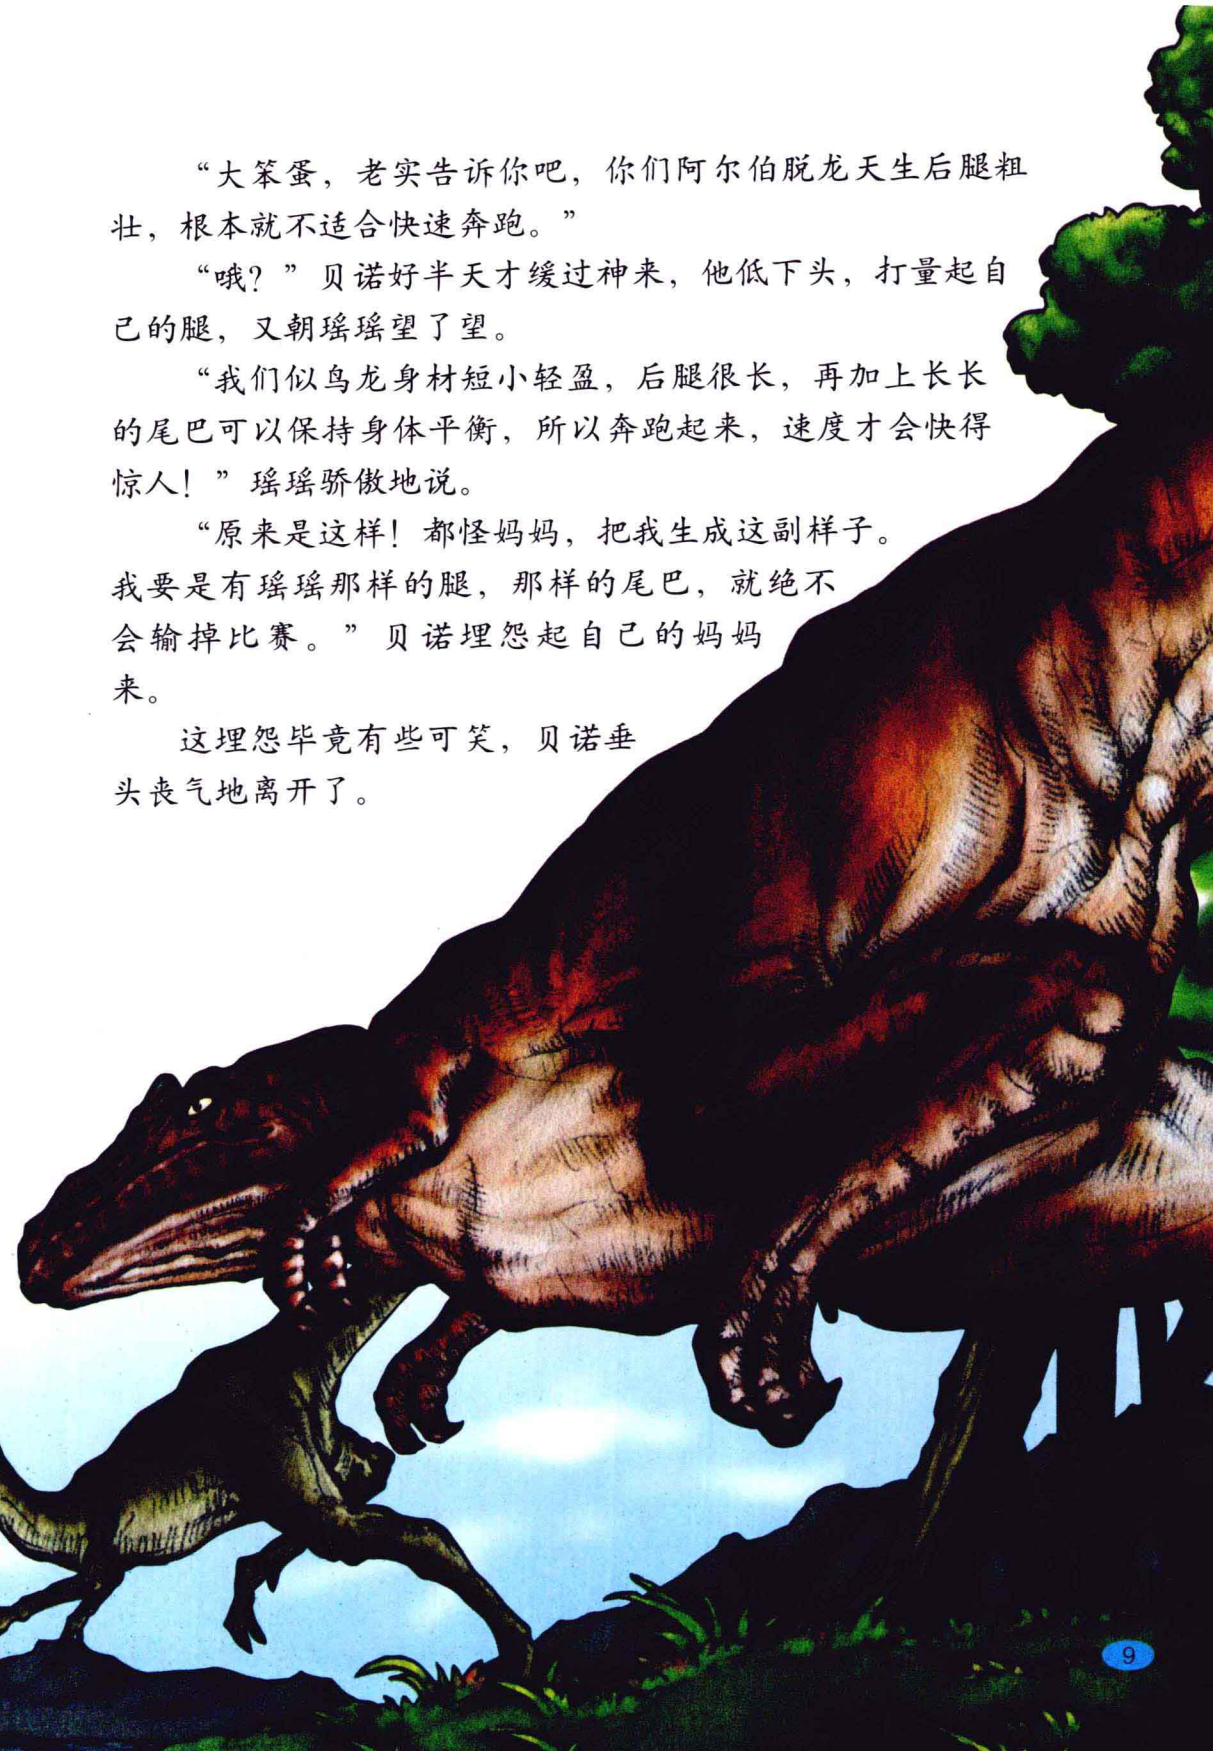 “大笨蛋，老实告诉你吧，你们阿尔伯脱龙天生后腿粗
壮，根本就不适合快速奔跑。”
“哦？”贝诺好半天才缓过神来，他低下头，打量起自
己的腿，又朝瑶瑶望了望。
“我们似鸟龙身材短小轻盈，后腿很长，再加上长长
的尾巴可以保持身体平衡，所以奔跑起来，速度才会快得
惊人！”瑶瑶骄傲地说。
“原来是这样！都怪妈妈，把我生成这副样子。
我要是有瑶瑶那样的腿，那样的尾巴，就绝不
会输掉比赛。”贝诺埋怨起自己的妈妈
来。
这埋怨毕竟有些可笑，贝诺垂
头丧气地离开了。
9